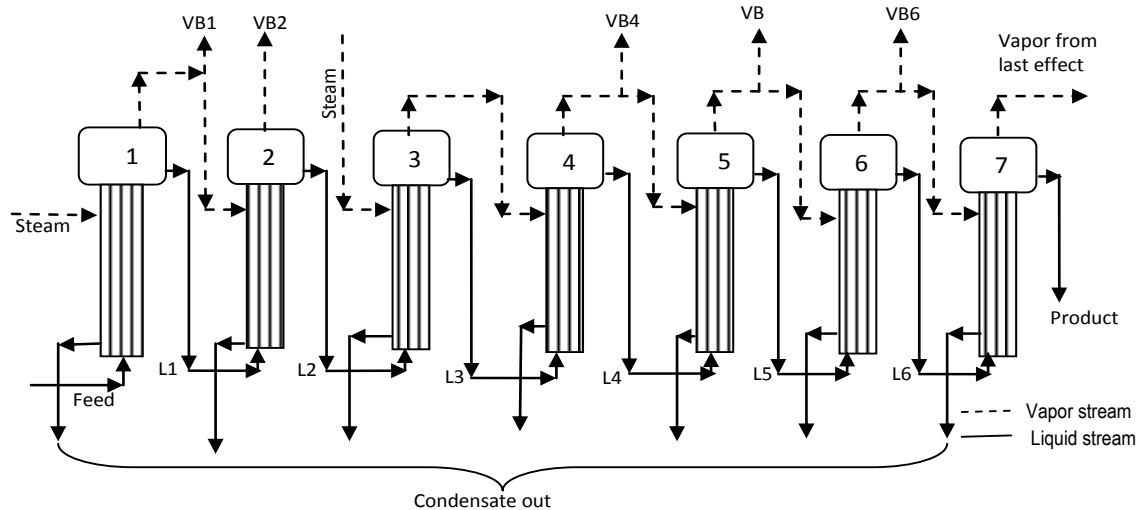 VB1
VB2
VB4
VB
VB6
Vapor from
last effect
Steam
1
2
3
4
5
6
7
Steam
Product
L1
L2
L3
L4
L5
L6
Feed
Vapor stream
Liquid stream
Condensate out